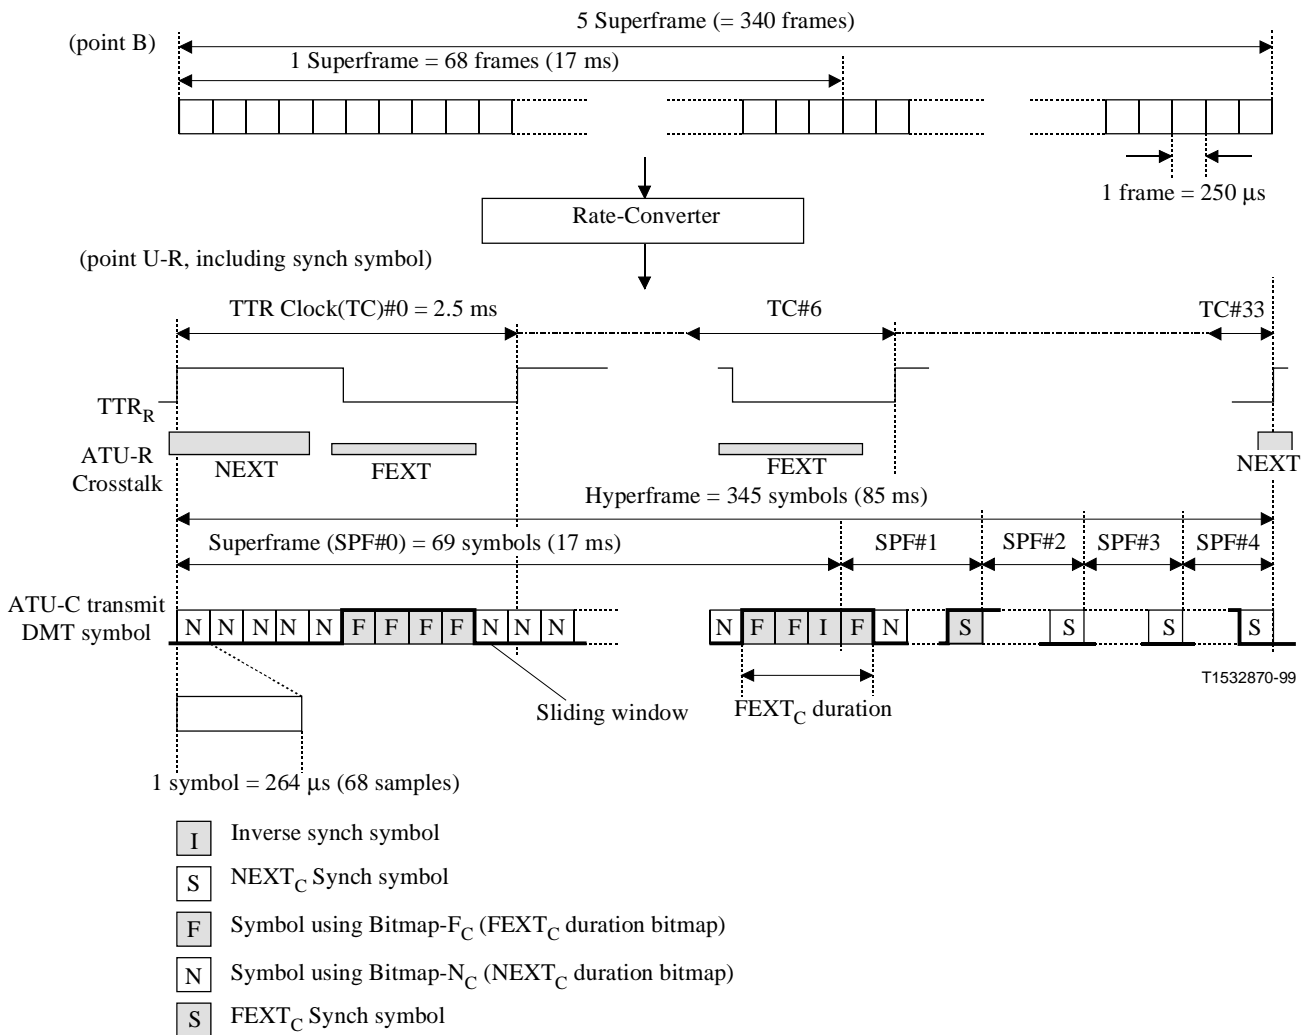 5 Superframe (= 340 frames)
(point B)
1 Superframe = 68 frames (17 ms)
1 frame = 250 µs
Rate-Converter
(point U-R, including synch symbol)
TTR Clock(TC)#0 = 2.5 ms
TC#6
TC#33
TTR_R
ATU-R
Crosstalk
NEXT
FEXT
FEXT
NEXT
Hyperframe = 345 symbols (85 ms)
Superframe (SPF#0) = 69 symbols (17 ms)
SPF#1
SPF#2
SPF#3
SPF#4
ATU-C transmit
DMT symbol
N N N N N F F F F N N N
N F F I F N
S
S
S
S
T1532870-99
Sliding window
FEXT_C duration
1 symbol = 264 µs (68 samples)
I Inverse synch symbol
S NEXT_C Synch symbol
F Symbol using Bitmap-F_C (FEXT_C duration bitmap)
N Symbol using Bitmap-N_C (NEXT_C duration bitmap)
S FEXT_C Synch symbol